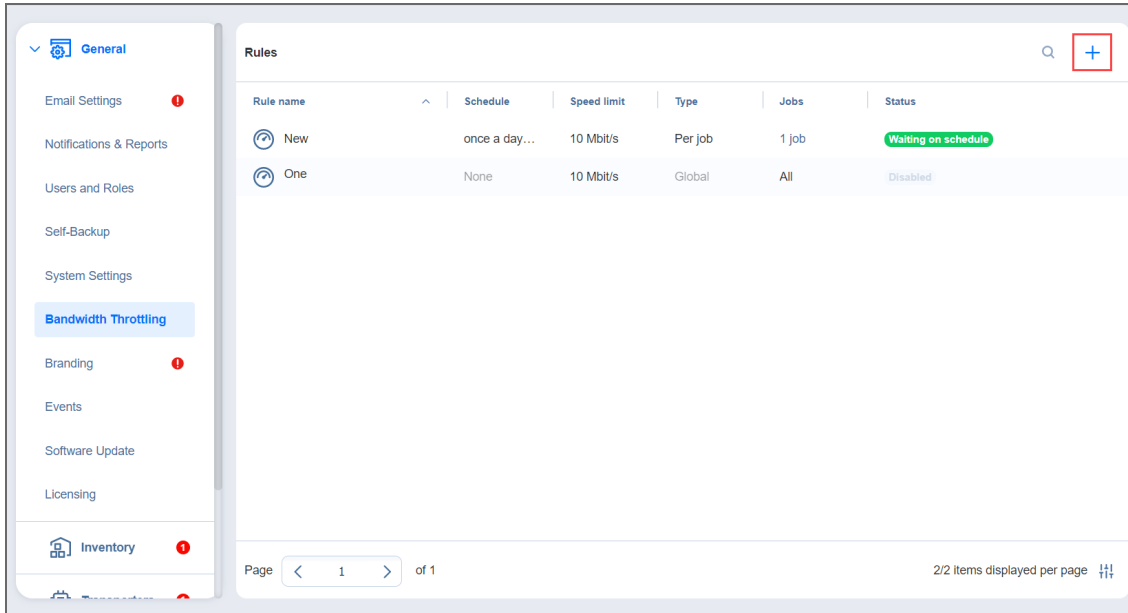 General
Email Settings
Notifications & Reports
Users and Roles
Self-Backup
System Settings
Bandwidth Throttling
Branding
Events
Software Update
Licensing
Inventory 1
Rules
Rule name Schedule Speed limit Type Jobs Status
New once a day... 10 Mbit/s Per job 1 job Waiting on schedule
One None 10 Mbit/s Global All Disabled
Page 1 of 1
2/2 items displayed per page